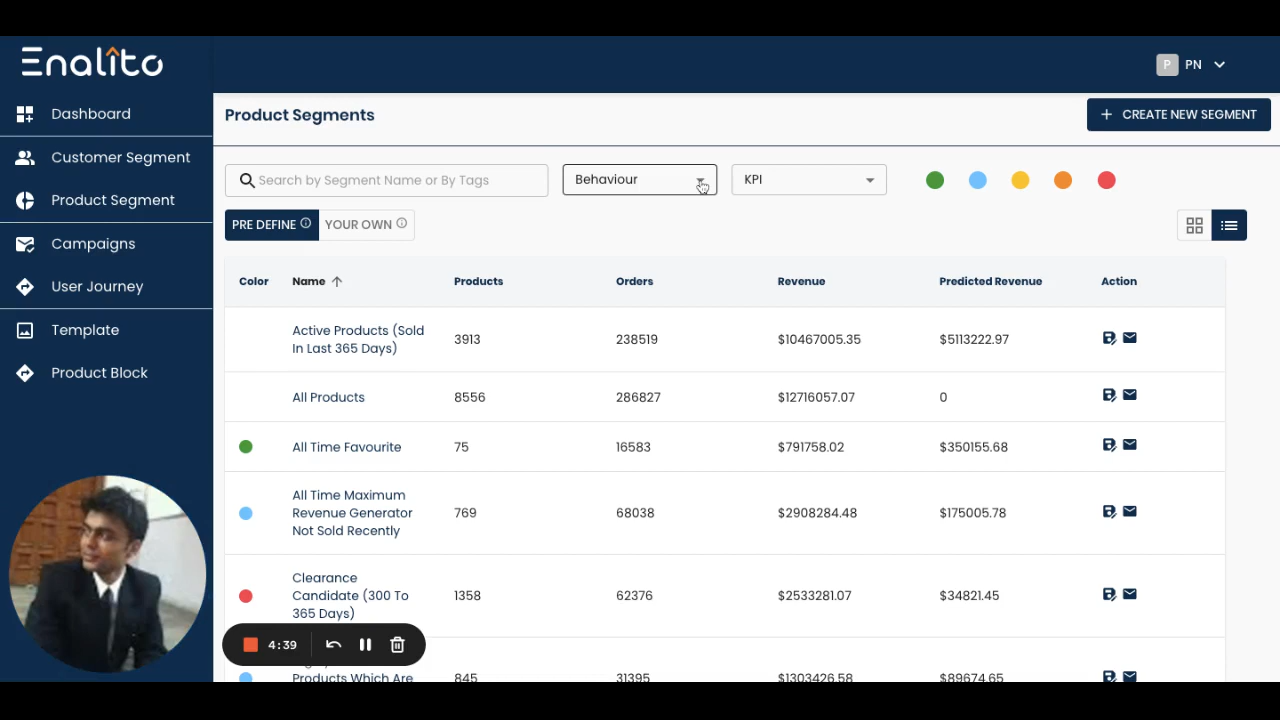 Enalito
P PN
Dashboard
Customer Segment
Product Segment
Campaigns
User Journey
Template
Product Block
Product Segments
+ CREATE NEW SEGMENT
Search by Segment Name or By Tags
Behaviour
KPI
PRE DEFINE
YOUR OWN
Color Name Products Orders Revenue Predicted Revenue Action
Active Products (Sold
In Last 365 Days)
3913 238519 $10467005.35 $5113222.97
All Products 8556 286827 $12716057.07 0
All Time Favourite 75 16583 $791758.02 $350155.68
All Time Maximum
Revenue Generator
Not Sold Recently
769 68038 $2908284.48 $175005.78
Clearance
Candidate (300 To
365 Days)
1358 62376 $2533281.07 $34821.45
4:39
Products Which Are 845 31395 $1303426.58 $89674.65